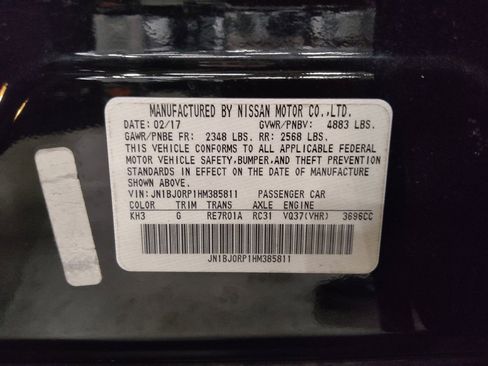 MANUFACTURED BY NISSAN MOTOR CO.,LTD.
DATE: 02/17 GVWR/PNBV: 4883 LBS.
GAWR/PNBE FR: 2348 LBS. RR: 2568 LBS.
THIS VEHICLE CONFORMS TO ALL APPLICABLE FEDERAL
MOTOR VEHICLE SAFETY,BUMPER,AND THEFT PREVENTION
STANDARDS IN EFFECT ON THE DATE OF MANUFACTURE
SHOWN ABOVE.
VIN: JN1BJ0RP1HM385811 PASSENGER CAR
COLOR TRIM TRANS AXLE ENGINE
KH3 G RE7R01A RC31 VQ37(VHR) 3696CC
JN1BJ0RP1HM385811